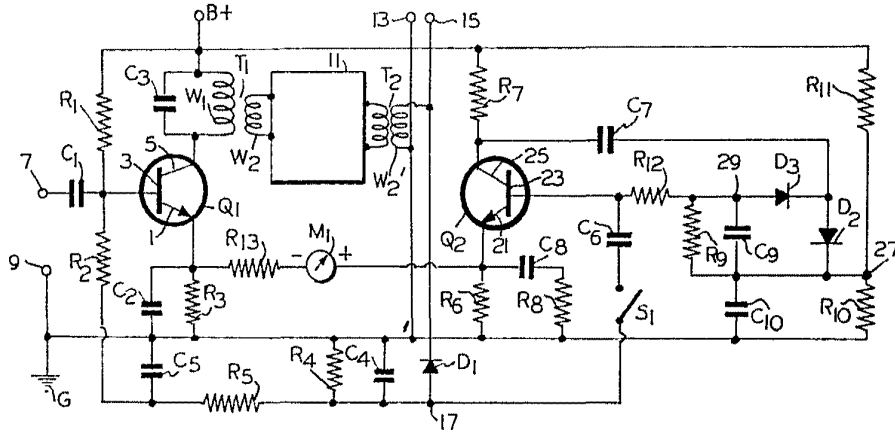 B+
13
15
C3
W1
T1
11
T2
R1
W2
W2'
R7
C7
R11
7
C1
3
5
Q1
1
25
23
R12
29
D3
D2
Q2
21
R2
9
R13
M1
-
+
C8
C6
R9
C9
27
C2
R3
R6
R8
S1
C10
R10
G
C5
R5
R4
C4
D1
17